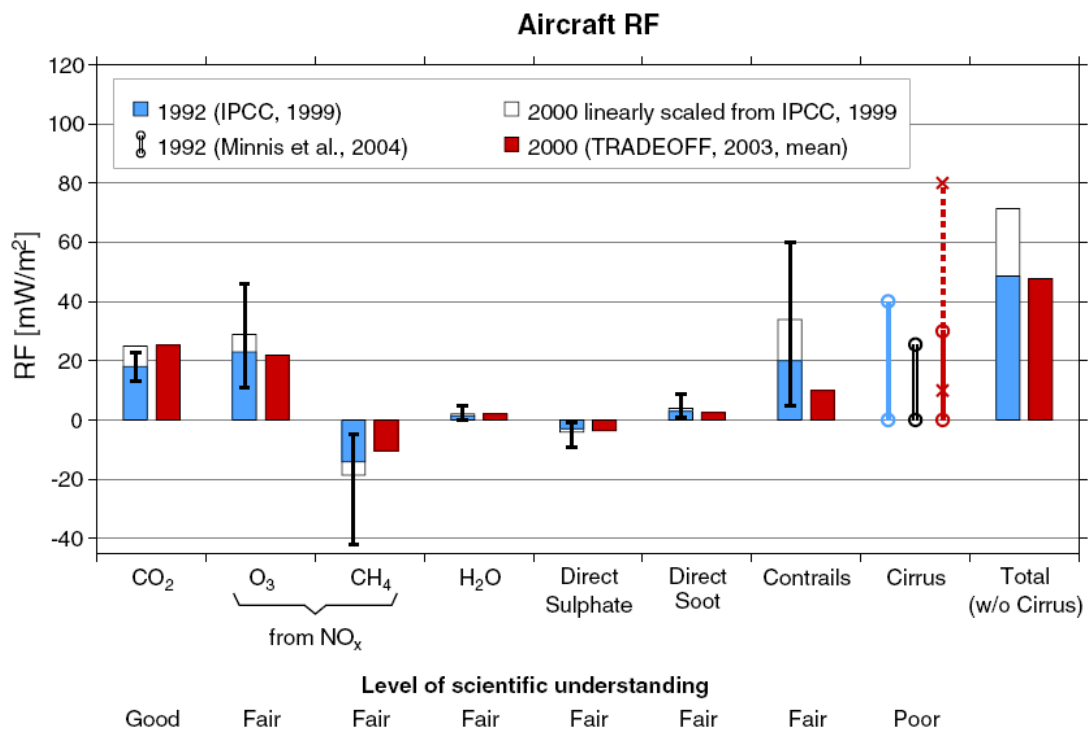 Aircraft RF
120
100
80
60
40
20
0
-20
-40
RF [mW/m²]
1992 (IPCC, 1999)
2000 linearly scaled from IPCC, 1999
1992 (Minnis et al., 2004)
2000 (TRADEOFF, 2003, mean)
CO₂ O₃ CH₄ H₂O Direct Sulphate Direct Soot Contrails Cirrus Total (w/o Cirrus)
from NOₓ
Level of scientific understanding
Good Fair Fair Fair Fair Fair Fair Poor